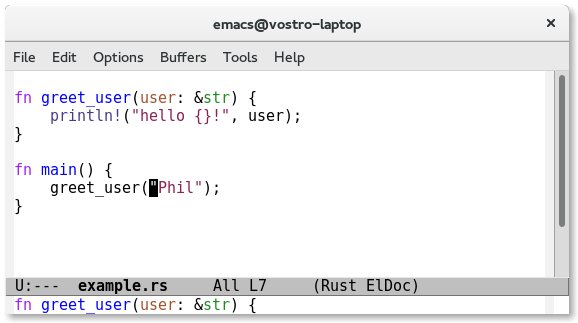 emacs@vostro-laptop ×
File Edit Options Buffers Tools Help
fn greet_user(user: &str) {
    println!("hello {}!", user);
}
fn main() {
    greet_user("Phil");
}
U:---  example.rs     All L7     (Rust ElDoc)
fn greet_user(user: &str) {